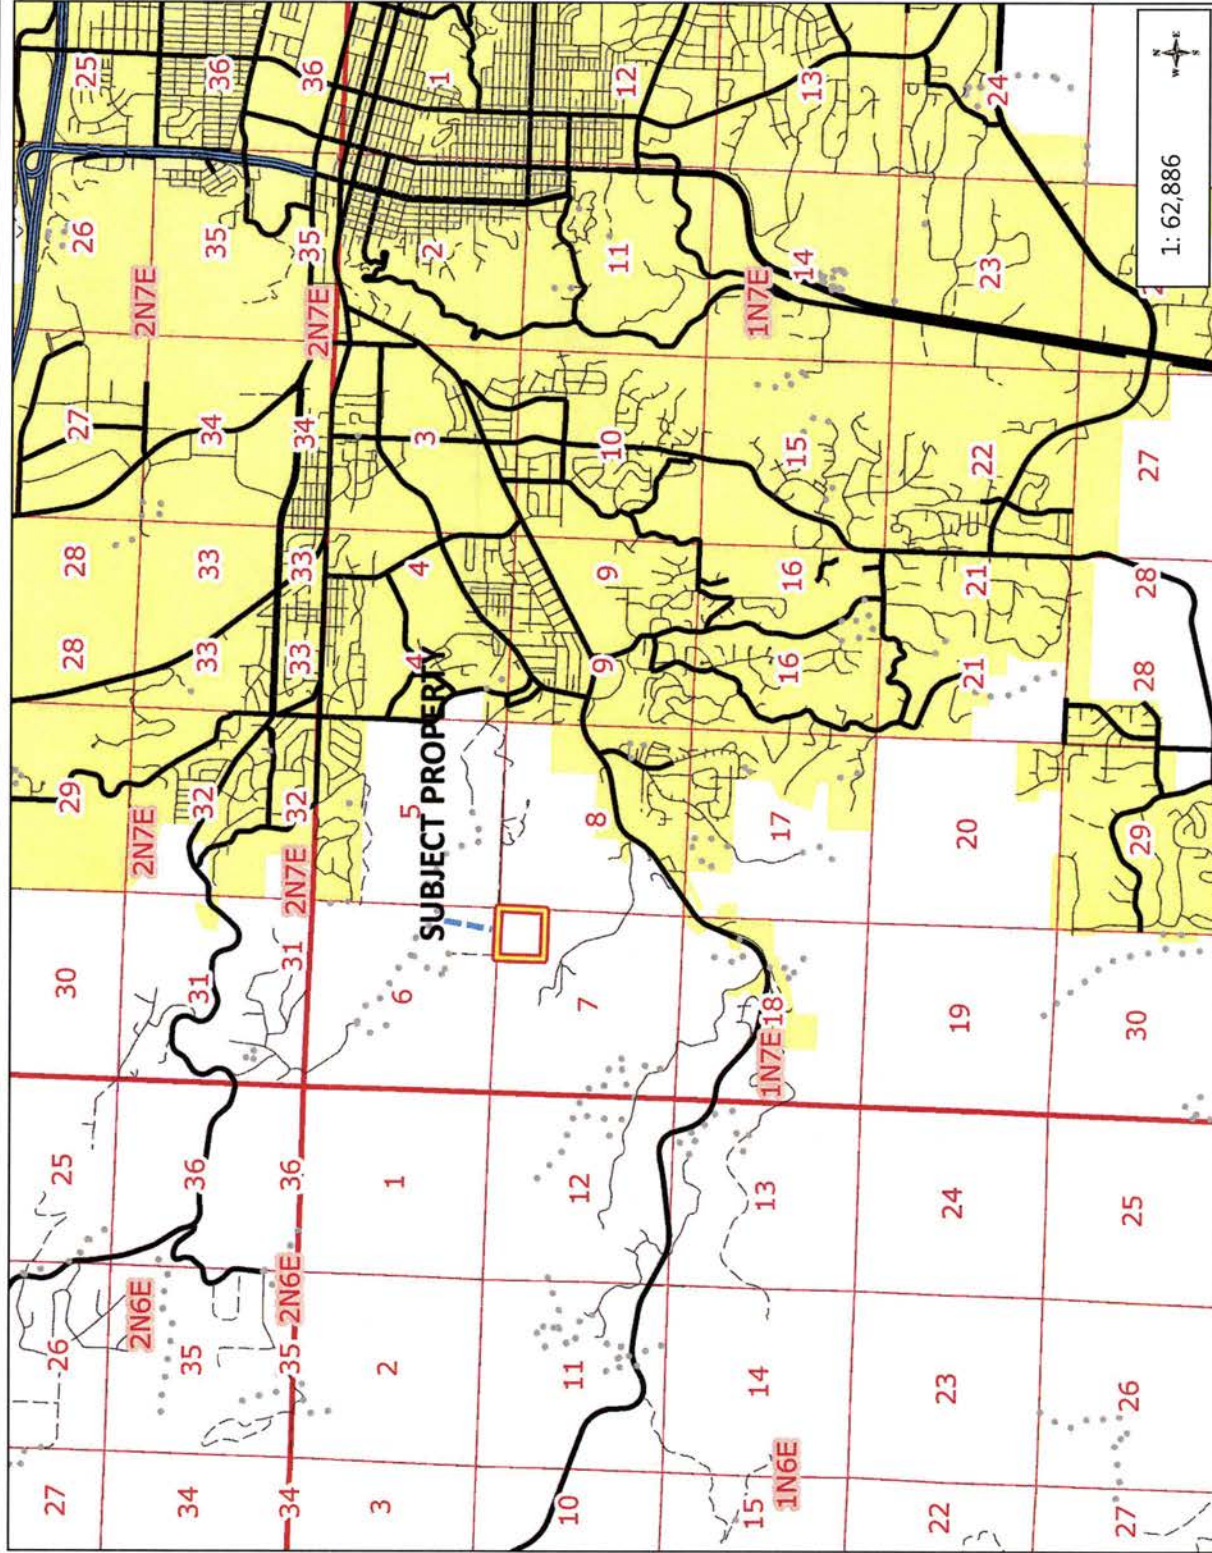 27 26 25 30 29 28 28 27 26 25
2N6E 2N7E 2N7E
34 35 36 31 32 33 33 34 35 36
34 35 2N6E 36 31 2N7E 32 33 33 34 2N7E 35 36
3 2 1 6 5 4 4 3 2 1
SUBJECT PROPERTY
10 11 12 7 8 9 9 10 11 12
15 14 13 18 17 16 16 15 14 13
1N6E 1N7E 1N7E
22 23 24 19 20 21 21 22 23 24
27 26 25 30 29 28 28 27
1: 62,886
N
W E
S